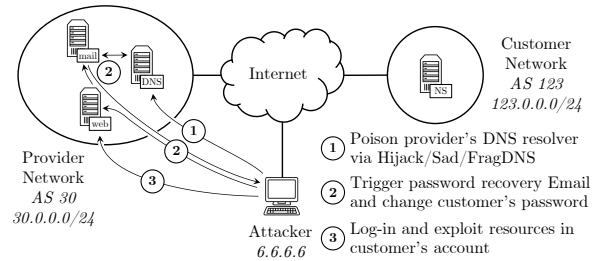 mail
2
DNS
web
Internet
NS
Customer
Network
AS 123
123.0.0.0/24
1
2
3
Provider
Network
AS 30
30.0.0.0/24
Attacker
6.6.6.6
1 Poison provider's DNS resolver
via Hijack/Sad/FragDNS
2 Trigger password recovery Email
and change customer's password
3 Log-in and exploit resources in
customer's account